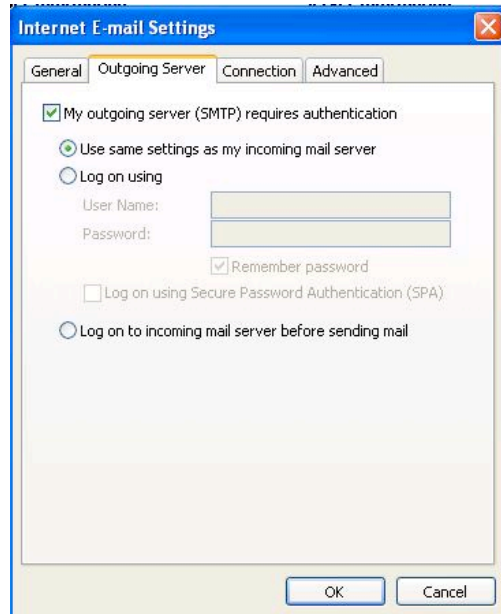 Internet E-mail Settings
General Outgoing Server Connection Advanced
My outgoing server (SMTP) requires authentication
Use same settings as my incoming mail server
Log on using
User Name:
Password:
Remember password
Log on using Secure Password Authentication (SPA)
Log on to incoming mail server before sending mail
OK Cancel